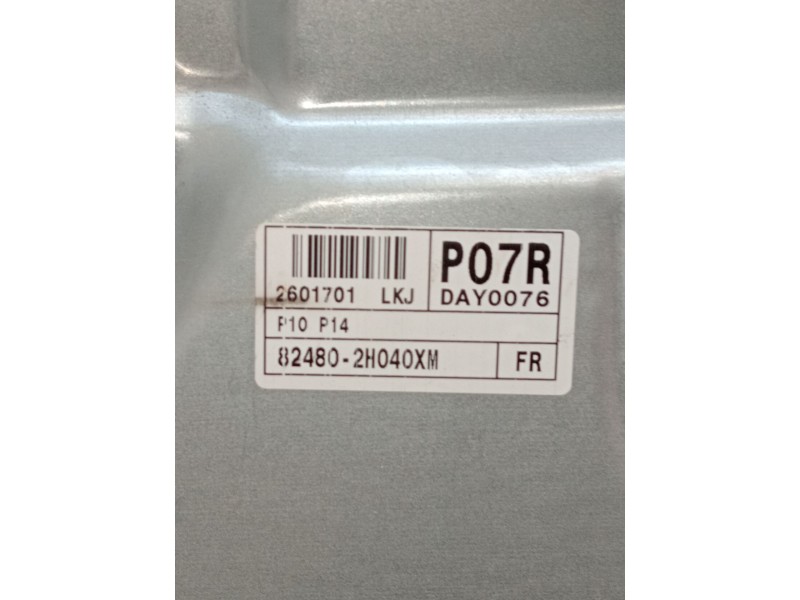 P07R
2601701 LKJ DAY0076
P10 P14
82480-2H040XM FR